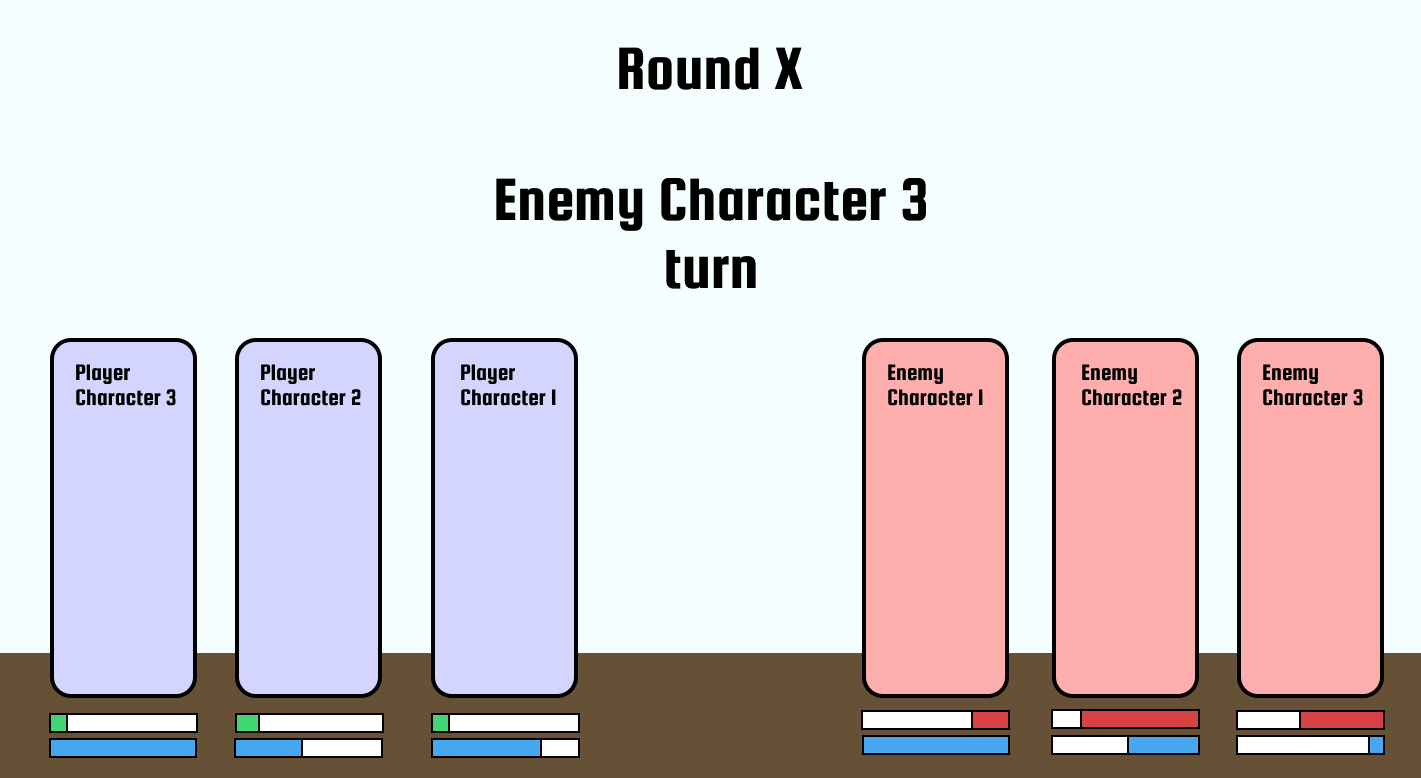 Round X
Enemy Character 3
turn
Player
Character 3
Player
Character 2
Player
Character 1
Enemy
Character 1
Enemy
Character 2
Enemy
Character 3